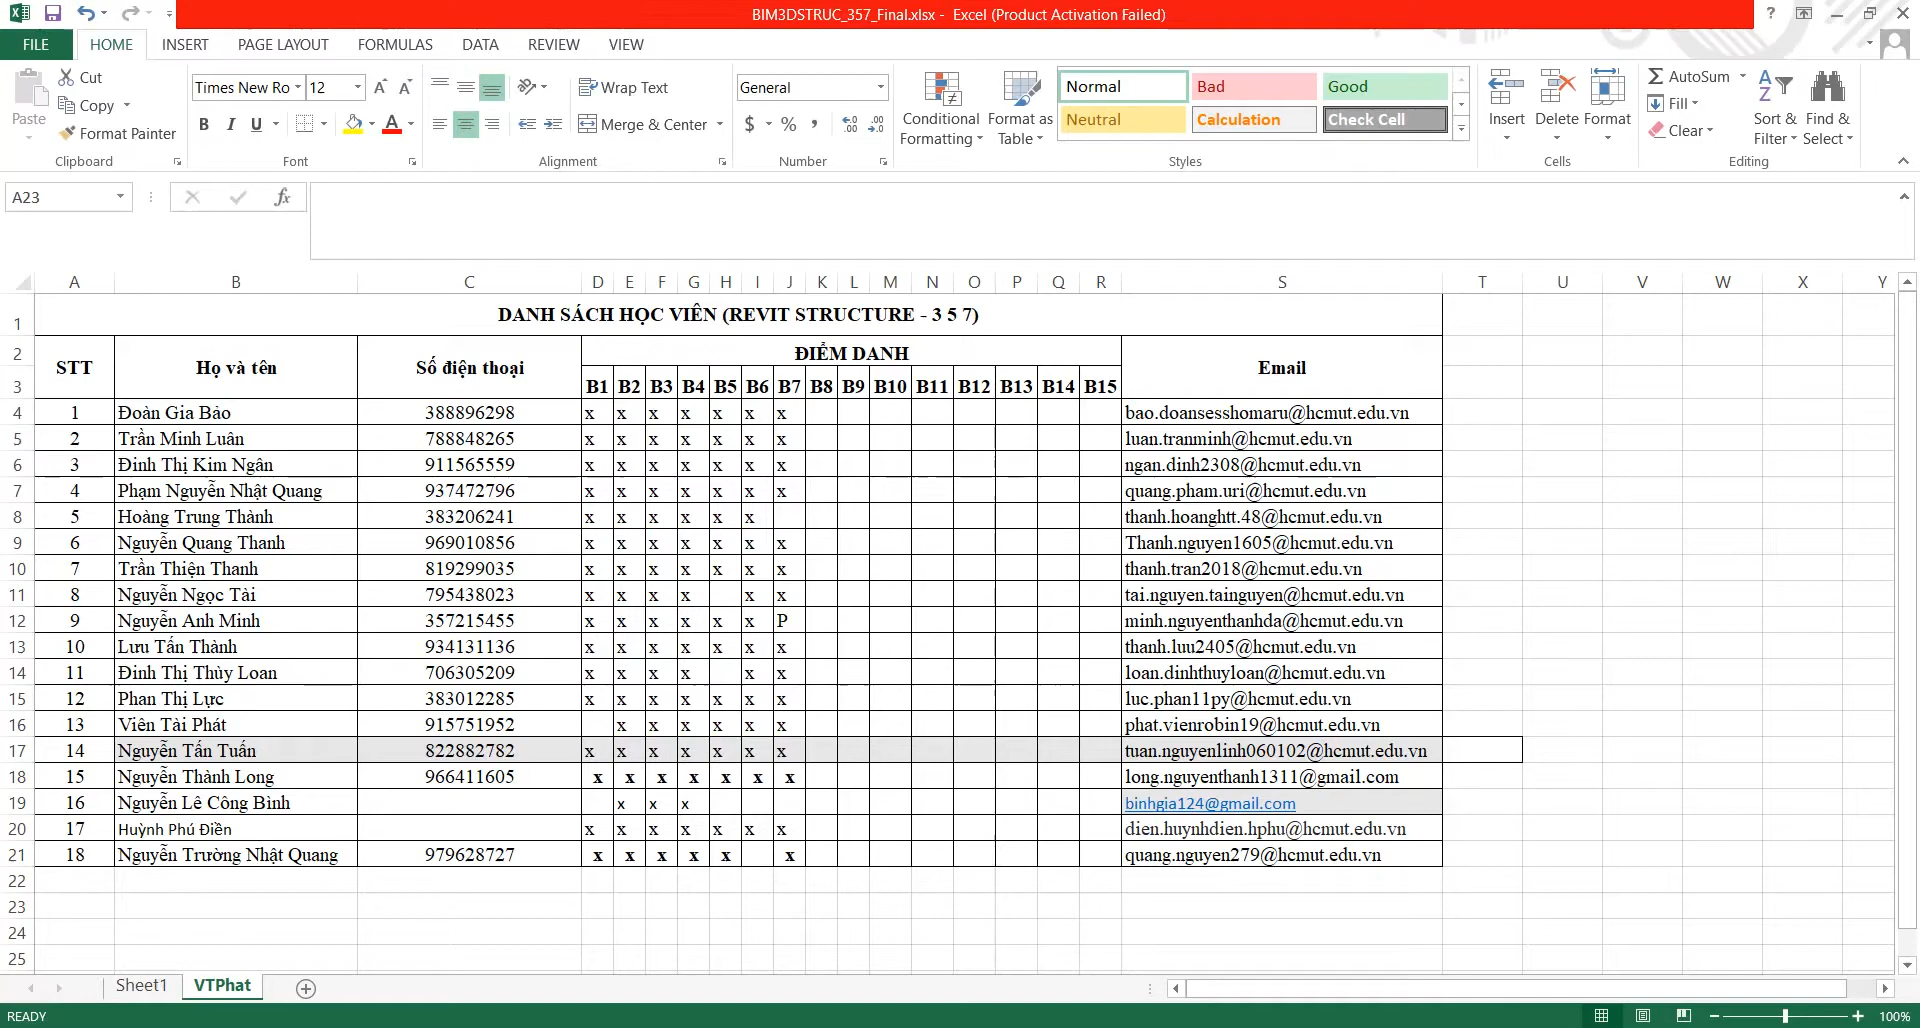 BIM3DSTRUC_357_Final.xlsx - Excel (Product Activation Failed)
FILE HOME INSERT PAGE LAYOUT FORMULAS DATA REVIEW VIEW
Paste Cut Copy Format Painter Clipboard
Times New Ro 12 B I U A Font
Wrap Text Merge & Center Alignment
General $ % , Number
Conditional Formatting Format as Table
Normal Bad Good
Neutral Calculation Check Cell
Styles
Insert Delete Format Cells
AutoSum Fill Clear Sort & Filter Find & Select Editing
A23 fx
A B C D E F G H I J K L M N O P Q R S T U V W X Y
1 DANH SÁCH HỌC VIÊN (REVIT STRUCTURE - 3 5 7)
2 STT Họ và tên Số điện thoại ĐIỂM DANH Email
3 B1 B2 B3 B4 B5 B6 B7 B8 B9 B10 B11 B12 B13 B14 B15
4 1 Đoàn Gia Bảo 388896298 x x x x x x x bao.doansesshomaru@hcmut.edu.vn
5 2 Trần Minh Luân 788848265 x x x x x x x luan.tranminh@hcmut.edu.vn
6 3 Đinh Thị Kim Ngân 911565559 x x x x x x x ngan.dinh2308@hcmut.edu.vn
7 4 Phạm Nguyễn Nhật Quang 937472796 x x x x x x x quang.pham.uri@hcmut.edu.vn
8 5 Hoàng Trung Thành 383206241 x x x x x x thanh.hoanghtt.48@hcmut.edu.vn
9 6 Nguyễn Quang Thanh 969010856 x x x x x x x Thanh.nguyen1605@hcmut.edu.vn
10 7 Trần Thiện Thanh 819299035 x x x x x x x thanh.tran2018@hcmut.edu.vn
11 8 Nguyễn Ngọc Tài 795438023 x x x x x x tai.nguyen.tainguyen@hcmut.edu.vn
12 9 Nguyễn Anh Minh 357215455 x x x x x x P minh.nguyenthanhda@hcmut.edu.vn
13 10 Lưu Tấn Thành 934131136 x x x x x x x thanh.luu2405@hcmut.edu.vn
14 11 Đinh Thị Thùy Loan 706305209 x x x x x x x loan.dinhthuyloan@hcmut.edu.vn
15 12 Phan Thị Lực 383012285 x x x x x x x luc.phan11py@hcmut.edu.vn
16 13 Viên Tài Phát 915751952 x x x x x x phat.vienrobin19@hcmut.edu.vn
17 14 Nguyễn Tấn Tuấn 822882782 x x x x x x x tuan.nguyenlinh060102@hcmut.edu.vn
18 15 Nguyễn Thành Long 966411605 x x x x x x x long.nguyenthanh1311@gmail.com
19 16 Nguyễn Lê Công Bình x x x binhgia124@gmail.com
20 17 Huỳnh Phú Điền x x x x x x x dien.huynhdien.hphu@hcmut.edu.vn
21 18 Nguyễn Trường Nhật Quang 979628727 x x x x x x quang.nguyen279@hcmut.edu.vn
22
23
24
25
Sheet1 VTPhat
READY 100%